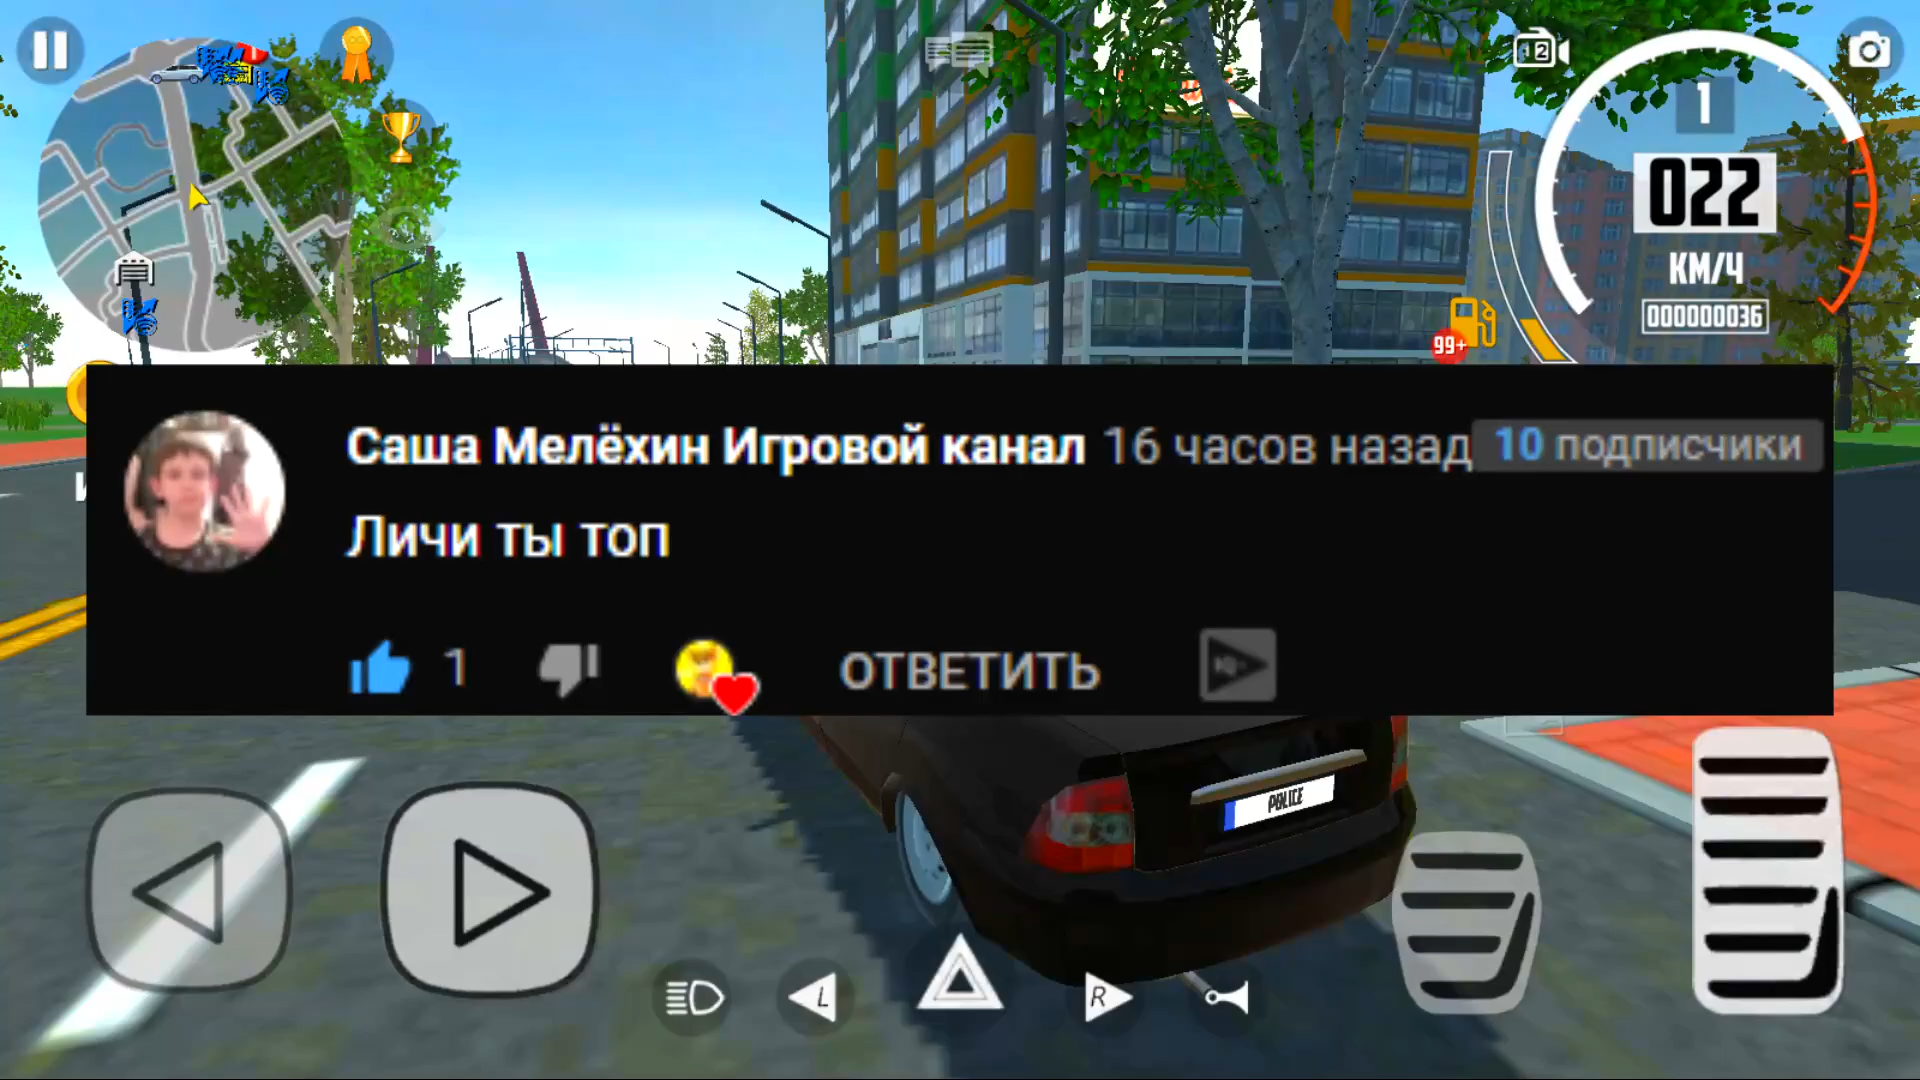 12
1
022
КМ/Ч
000000036
99+
Саша Мелёхин Игровой канал 16 часов назад 10 подписчики
Личи ты топ
1
ОТВЕТИТЬ
POLICE
L
R